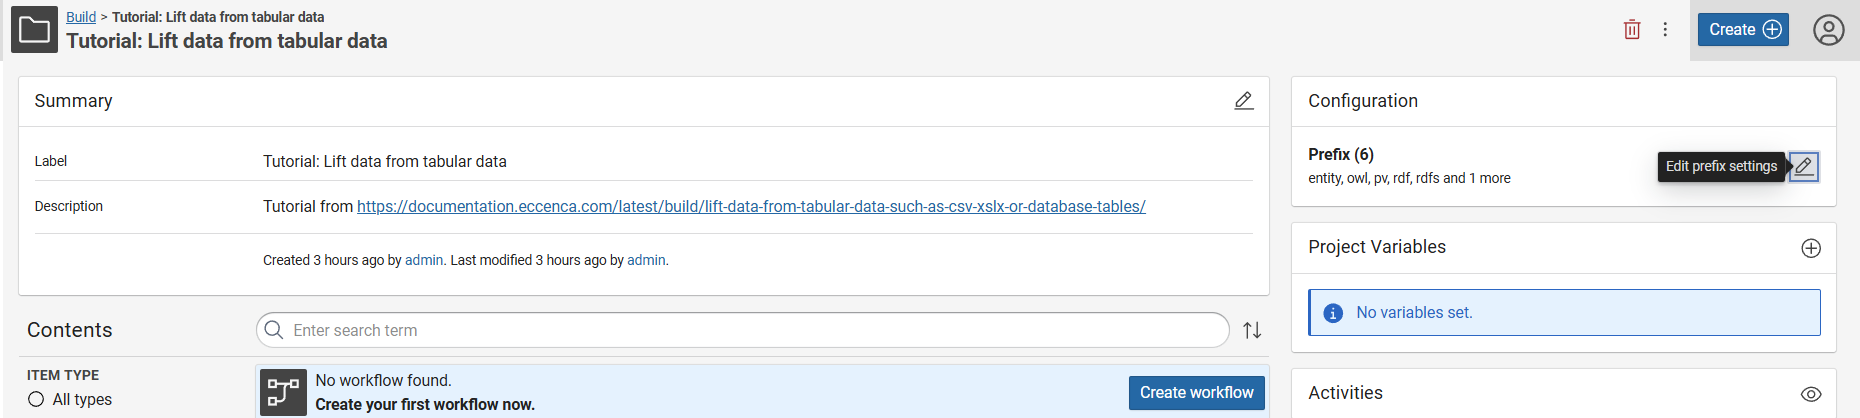 Build > Tutorial: Lift data from tabular data
Tutorial: Lift data from tabular data
Create
Summary
Label
Tutorial: Lift data from tabular data
Description
Tutorial from https://documentation.eccenca.com/latest/build/lift-data-from-tabular-data-such-as-csv-xslx-or-database-tables/
Created 3 hours ago by admin. Last modified 3 hours ago by admin.
Contents
Enter search term
ITEM TYPE
All types
No workflow found.
Create your first workflow now.
Create workflow
Configuration
Prefix (6)
entity, owl, pv, rdf, rdfs and 1 more
Edit prefix settings
Project Variables
No variables set.
Activities